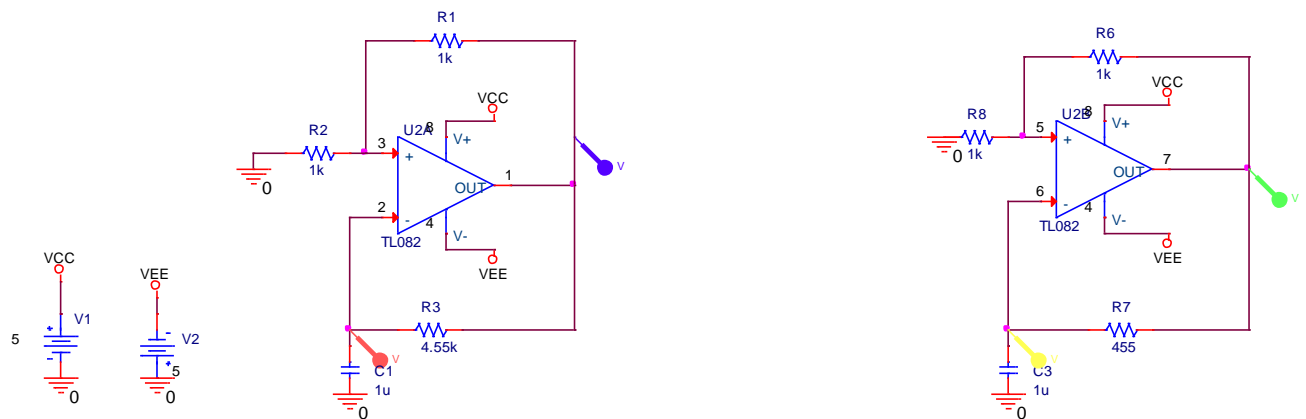 R1
1k
VCC
U2A
8
V+
R2
3
+
1k
0
OUT
1
V
2
-
4
TL082
V-
VEE
R3
4.55k
V
C1
1u
0
VCC
V1
5
0
VEE
V2
5
0
R6
1k
VCC
U2B
8
V+
R8
5
+
0
1k
OUT
7
V
6
-
4
TL082
V-
VEE
R7
455
V
C3
1u
0